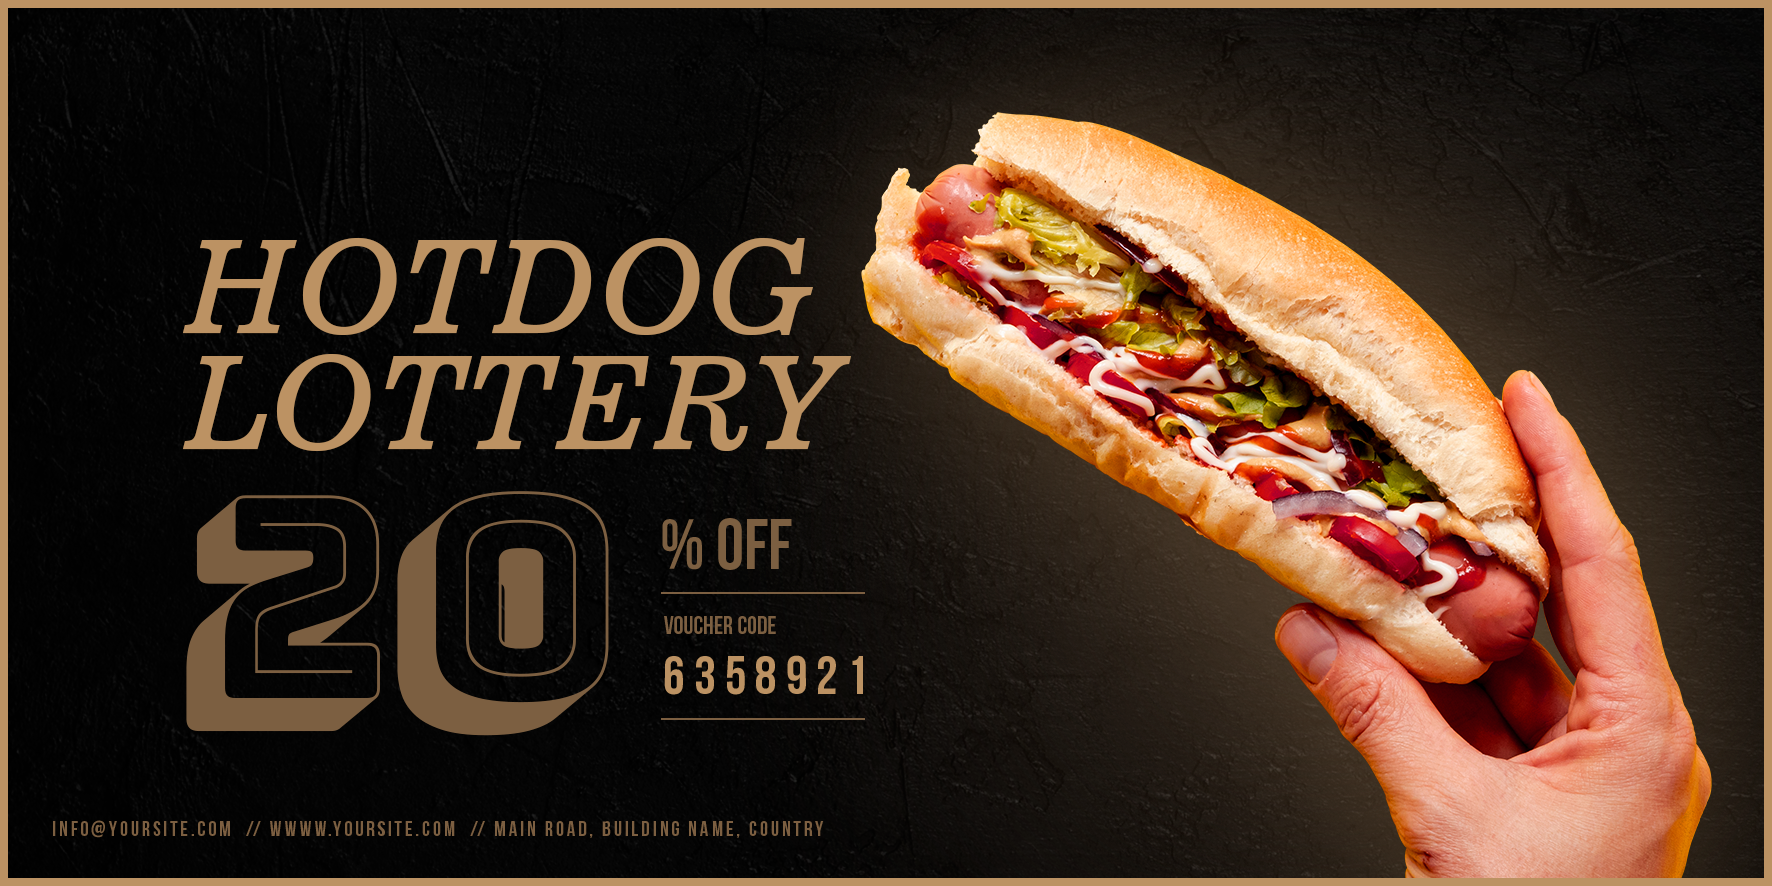 HOTDOG
LOTTERY
20
% OFF
VOUCHER CODE
6358921
INFO@YOURSITE.COM // WWWW.YOURSITE.COM // MAIN ROAD, BUILDING NAME, COUNTRY